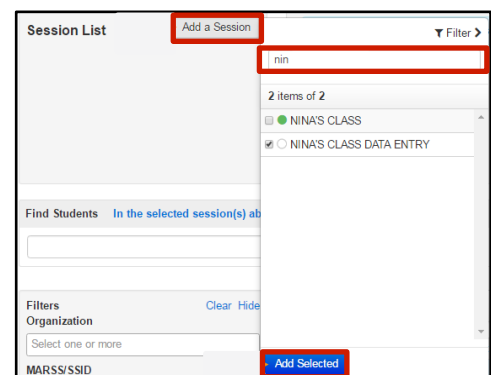 Session List
Add a Session
Filter
nin
2 items of 2
NINA'S CLASS
NINA'S CLASS DATA ENTRY
Find Students In the selected session(s) ab
Filters
Clear Hide
Organization
Select one or more
MARSS/SSID
Add Selected